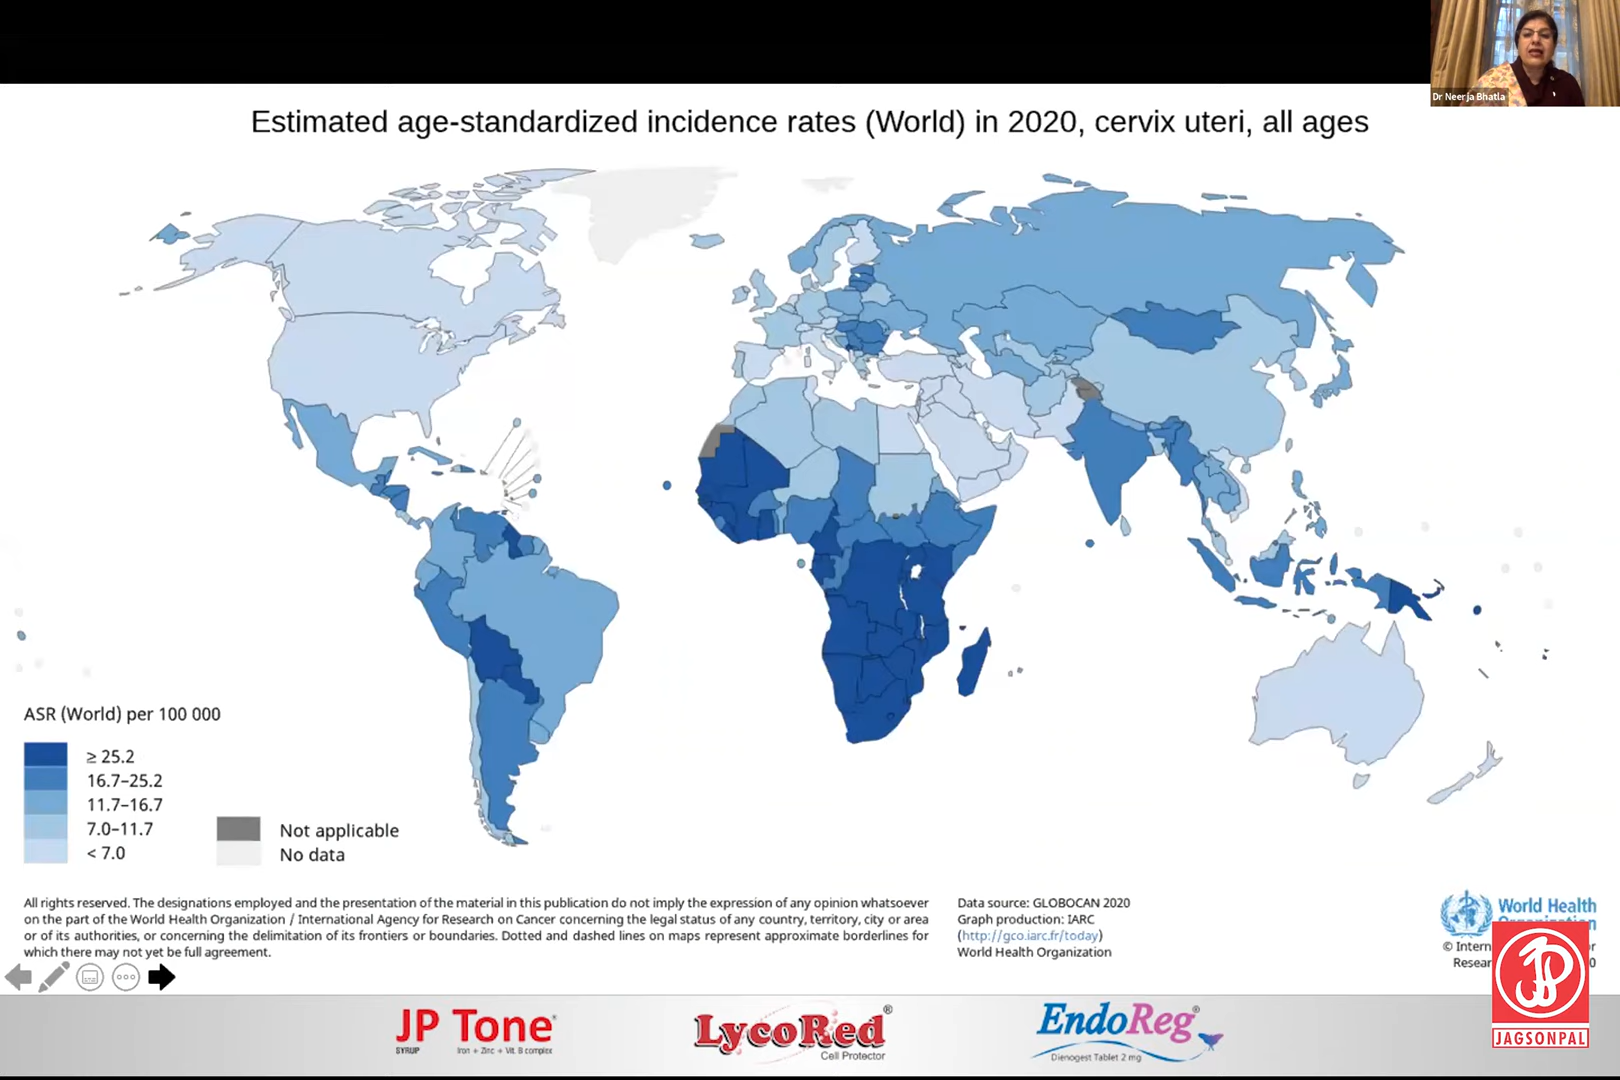 Dr Neerja Bhatla
Estimated age-standardized incidence rates (World) in 2020, cervix uteri, all ages
ASR (World) per 100 000
≥ 25.2
16.7–25.2
11.7–16.7
7.0–11.7
< 7.0
Not applicable
No data
All rights reserved. The designations employed and the presentation of the material in this publication do not imply the expression of any opinion whatsoever
on the part of the World Health Organization / International Agency for Research on Cancer concerning the legal status of any country, territory, city or area
or of its authorities, or concerning the delimitation of its frontiers or boundaries. Dotted and dashed lines on maps represent approximate borderlines for
which there may not yet be full agreement.
Data source: GLOBOCAN 2020
Graph production: IARC
(http://gco.iarc.fr/today)
World Health Organization
World Health
© Intern
Resear
JAGSONPAL
JP Tone
SYRUP Iron + Zinc + Vit. B complex
LycoRed®
Cell Protector
EndoReg®
Dienogest Tablet 2 mg